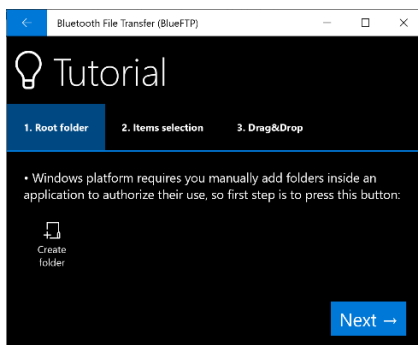 Bluetooth File Transfer (BlueFTP)
Tutorial
1. Root folder 2. Items selection 3. Drag&Drop
• Windows platform requires you manually add folders inside an
application to authorize their use, so first step is to press this button:
Create
folder
Next →